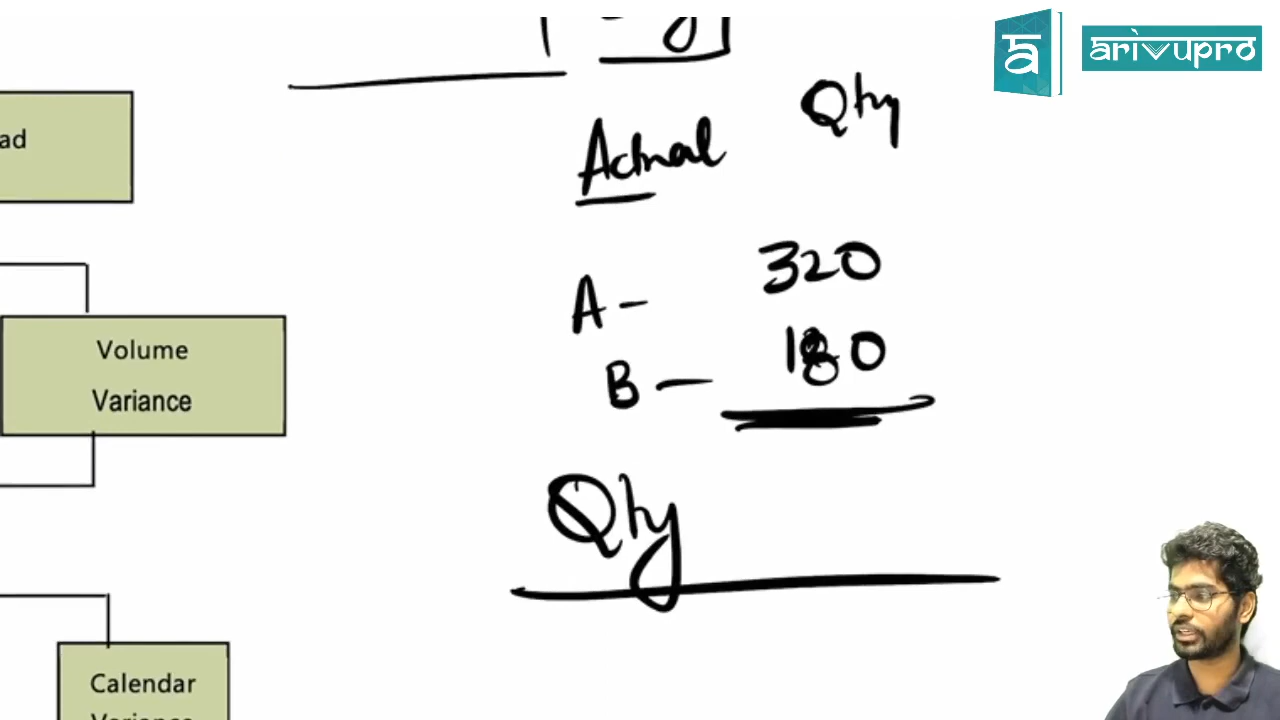 arivupro
Actual Qty
ad
A - 320
Volume
Variance
B - 180
Qty
Calendar